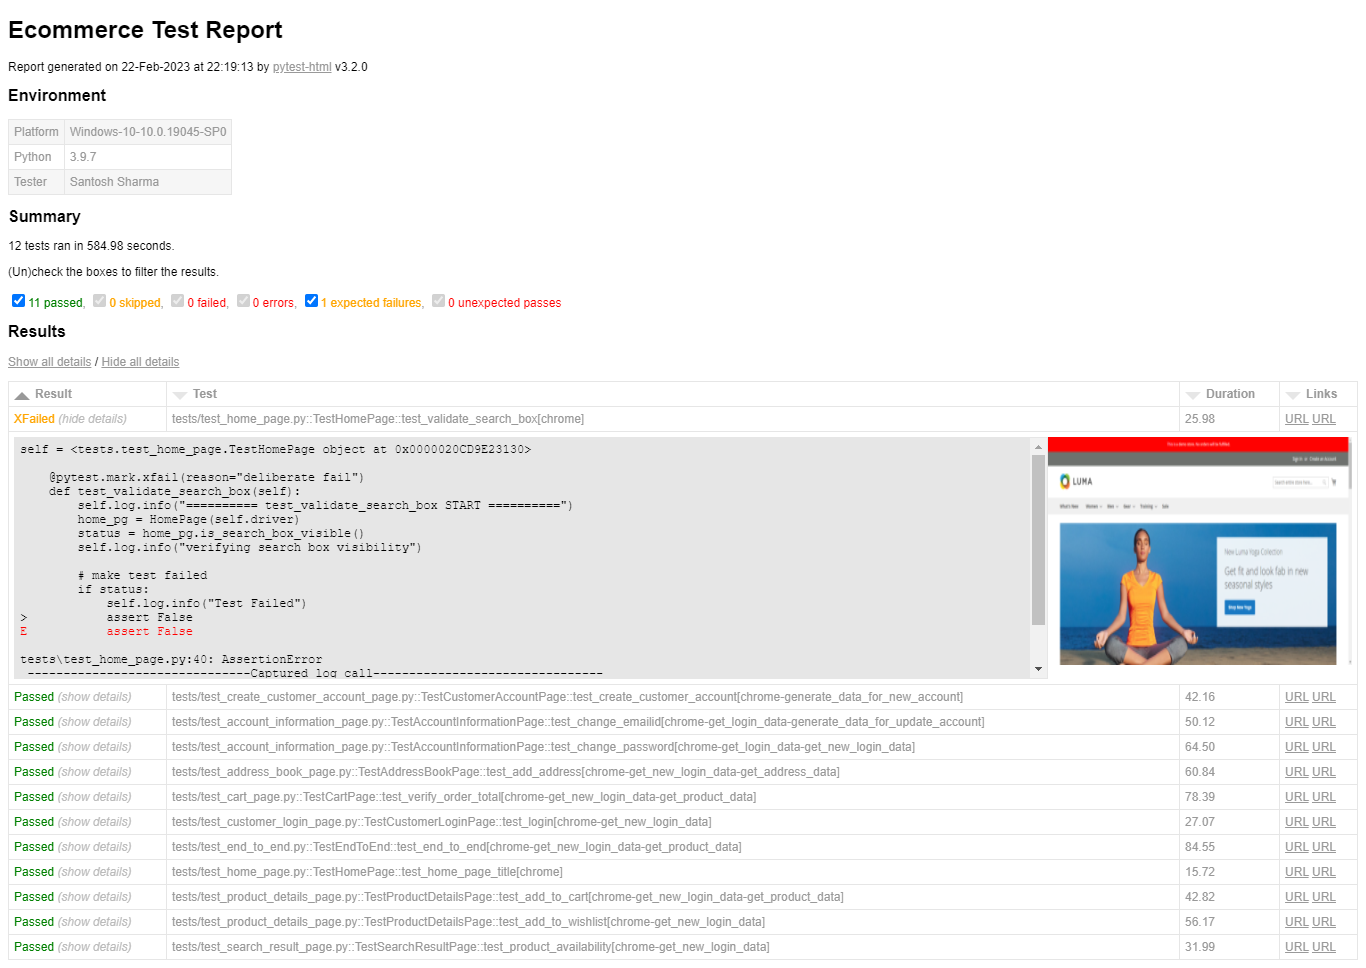 Ecommerce Test Report
Report generated on 22-Feb-2023 at 22:19:13 by pytest-html v3.2.0
Environment
Platform Windows-10-10.0.19045-SP0
Python 3.9.7
Tester Santosh Sharma
Summary
12 tests ran in 584.98 seconds.
(Un)check the boxes to filter the results.
11 passed, 0 skipped, 0 failed, 0 errors, 1 expected failures, 0 unexpected passes
Results
Show all details / Hide all details
Result Test Duration Links
XFailed (hide details) tests/test_home_page.py::TestHomePage::test_validate_search_box[chrome] 25.98 URL URL
self = <tests.test_home_page.TestHomePage object at 0x0000020CD9E23130>
@pytest.mark.xfail(reason="deliberate fail")
def test_validate_search_box(self):
self.log.info("========== test_validate_search_box START ==========")
home_pg = HomePage(self.driver)
status = home_pg.is_search_box_visible()
self.log.info("verifying search box visibility")
# make test failed
if status:
self.log.info("Test Failed")
> assert False
E assert False
tests\test_home_page.py:40: AssertionError
-------------------------------Captured log call-------------------------------
Sign In or Create an Account
LUMA
What's New Women Men Gear Training Sale
New Luma Yoga Collection
Get fit and look fab in new
seasonal styles
Shop New Yoga
Passed (show details) tests/test_create_customer_account_page.py::TestCustomerAccountPage::test_create_customer_account[chrome-generate_data_for_new_account] 42.16 URL URL
Passed (show details) tests/test_account_information_page.py::TestAccountInformationPage::test_change_emailid[chrome-get_login_data-generate_data_for_update_account] 50.12 URL URL
Passed (show details) tests/test_account_information_page.py::TestAccountInformationPage::test_change_password[chrome-get_login_data-get_new_login_data] 64.50 URL URL
Passed (show details) tests/test_address_book_page.py::TestAddressBookPage::test_add_address[chrome-get_new_login_data-get_address_data] 60.84 URL URL
Passed (show details) tests/test_cart_page.py::TestCartPage::test_verify_order_total[chrome-get_new_login_data-get_product_data] 78.39 URL URL
Passed (show details) tests/test_customer_login_page.py::TestCustomerLoginPage::test_login[chrome-get_new_login_data] 27.07 URL URL
Passed (show details) tests/test_end_to_end.py::TestEndToEnd::test_end_to_end[chrome-get_new_login_data-get_product_data] 84.55 URL URL
Passed (show details) tests/test_home_page.py::TestHomePage::test_home_page_title[chrome] 15.72 URL URL
Passed (show details) tests/test_product_details_page.py::TestProductDetailsPage::test_add_to_cart[chrome-get_new_login_data-get_product_data] 42.82 URL URL
Passed (show details) tests/test_product_details_page.py::TestProductDetailsPage::test_add_to_wishlist[chrome-get_new_login_data] 56.17 URL URL
Passed (show details) tests/test_search_result_page.py::TestSearchResultPage::test_product_availability[chrome-get_new_login_data] 31.99 URL URL